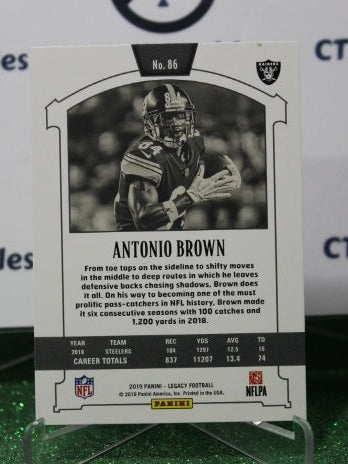 CT
bles
No. 86
RAIDERS
84
84
ANTONIO BROWN
From toe taps on the sideline to shifty moves
in the middle to deep routes in which he leaves
defensive backs chasing shadows, Brown does
it all. On his way to becoming one of the most
prolific pass-catchers in NFL history, Brown made
it six consecutive seasons with 100 catches and
1,200 yards in 2018.
YEAR TEAM REC YDS AVG TD
2018 STEELERS 104 1297 12.5 15
CAREER TOTALS 837 11207 13.4 74
2019 PANINI - LEGACY FOOTBALL
© 2019 Panini America, Inc. Printed in the USA.
NFL
PANINI
NFLPA